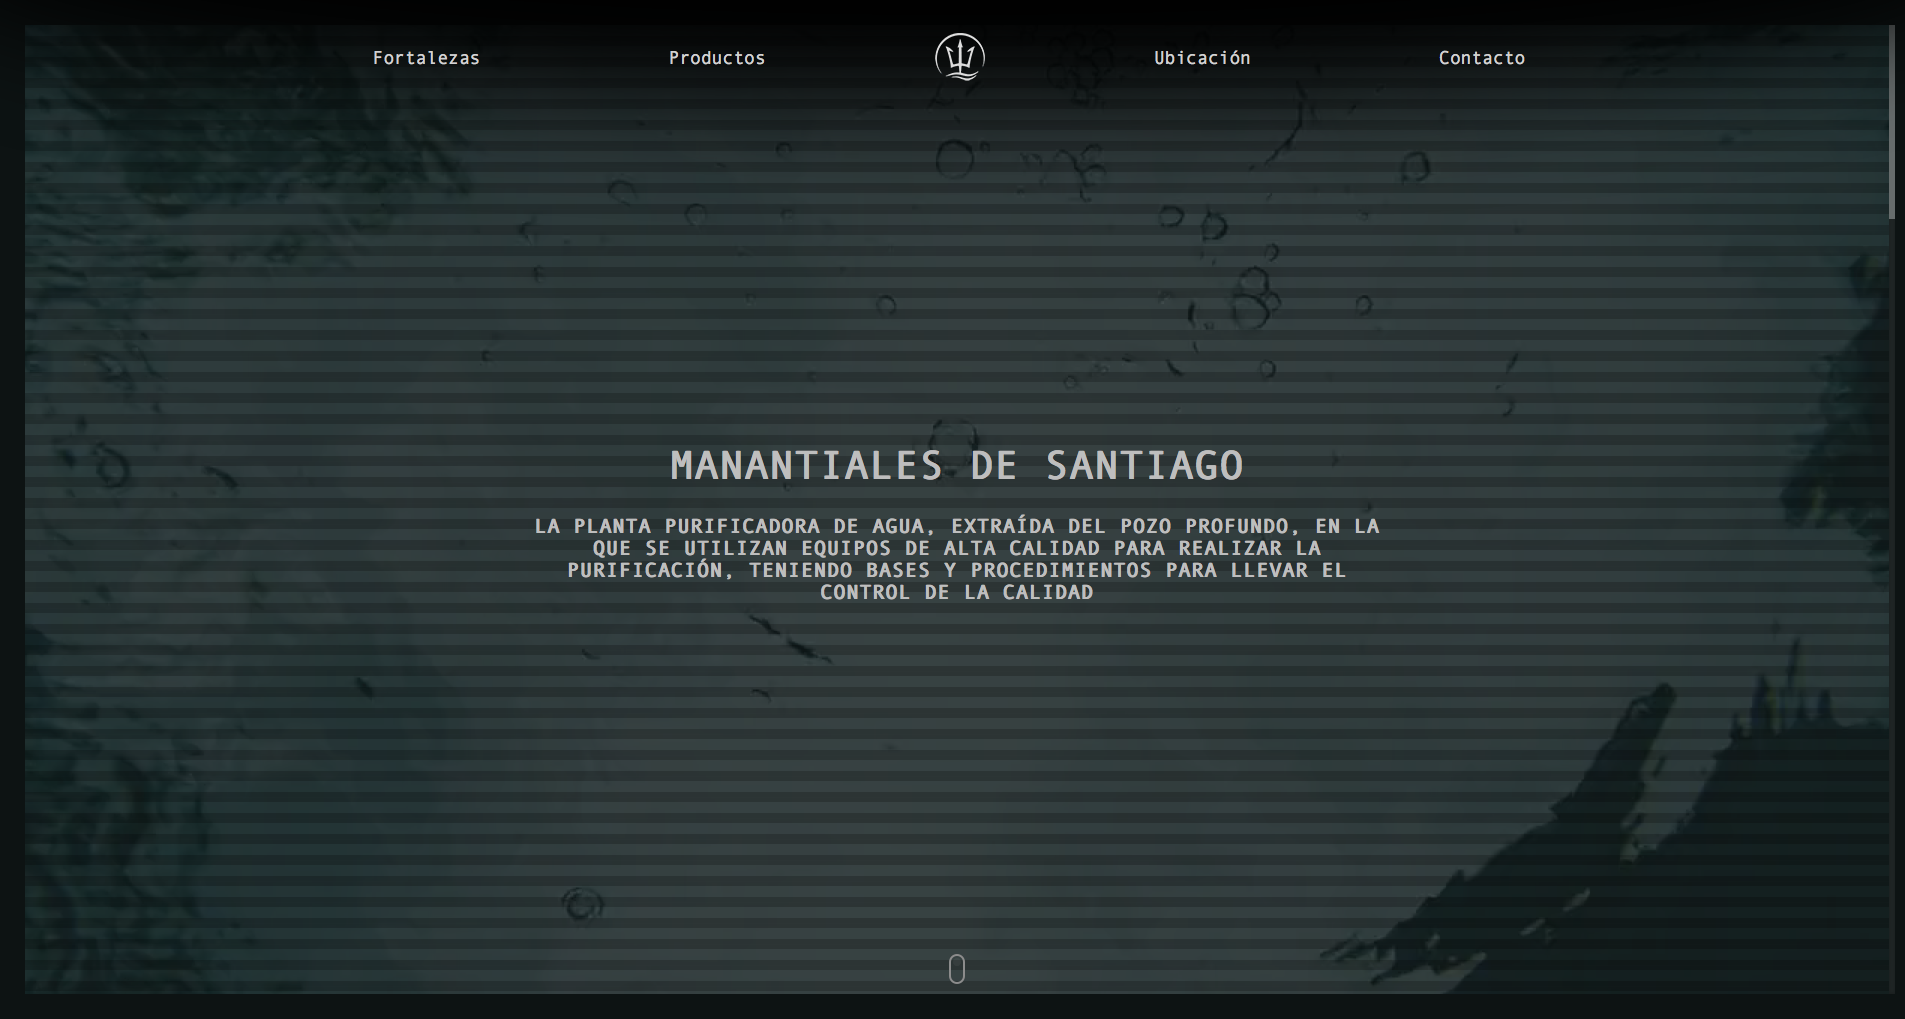 Fortalezas
Productos
Ubicación
Contacto
MANANTIALES DE SANTIAGO
LA PLANTA PURIFICADORA DE AGUA, EXTRAÍDA DEL POZO PROFUNDO, EN LA
QUE SE UTILIZAN EQUIPOS DE ALTA CALIDAD PARA REALIZAR LA
PURIFICACIÓN, TENIENDO BASES Y PROCEDIMIENTOS PARA LLEVAR EL
CONTROL DE LA CALIDAD